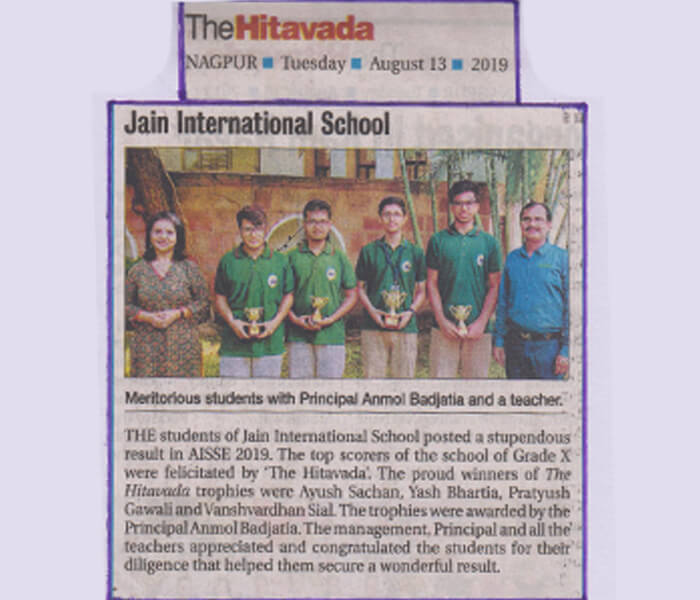 TheHitavada
NAGPUR ■ Tuesday ■ August 13 ■ 2019
Jain International School
Meritorious students with Principal Anmol Badjatia and a teacher.
THE students of Jain International School posted a stupendous
result in AISSE 2019. The top scorers of the school of Grade X
were felicitated by 'The Hitavada'. The proud winners of The
Hitavada trophies were Ayush Sachan, Yash Bhartia, Pratyush
Gawali and Vanshvardhan Sial. The trophies were awarded by the
Principal Anmol Badjatia. The management, Principal and all the
teachers appreciated and congratulated the students for their
diligence that helped them secure a wonderful result.